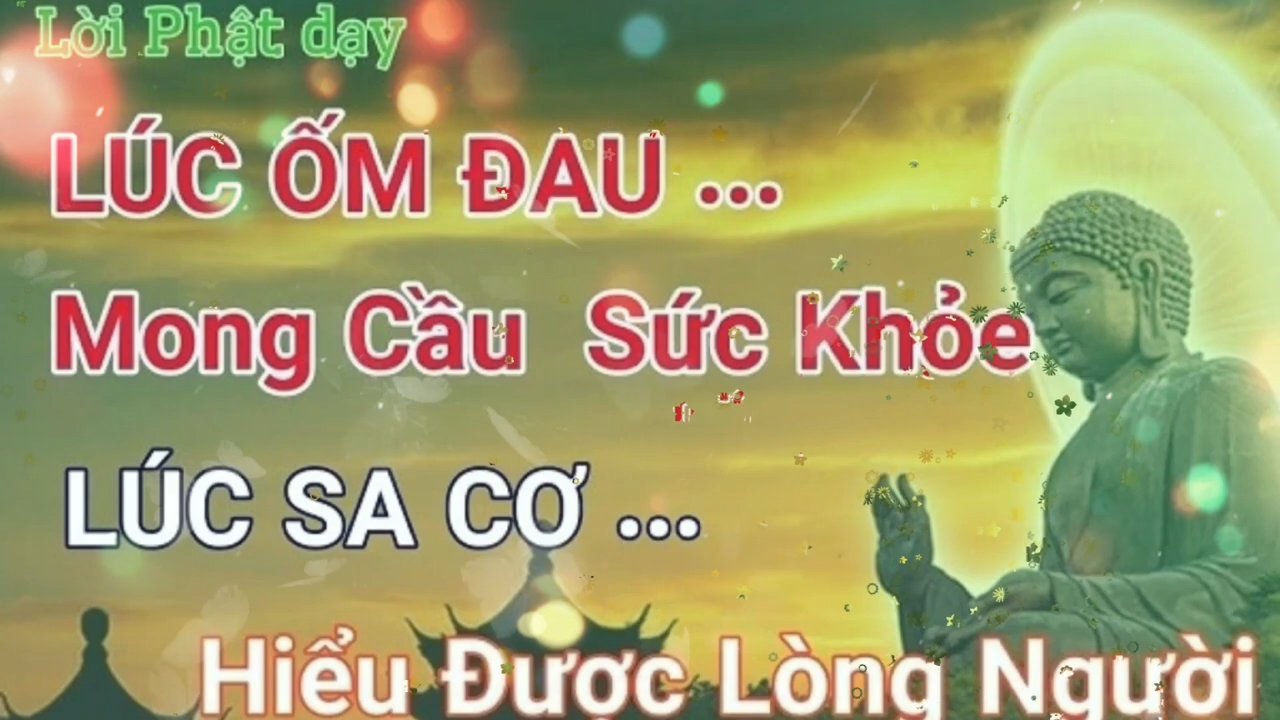 Lời Phật dạy
LÚC ỐM ĐAU ...
Mong Cầu Sức Khỏe
LÚC SA CƠ ...
Hiểu Được Lòng Người